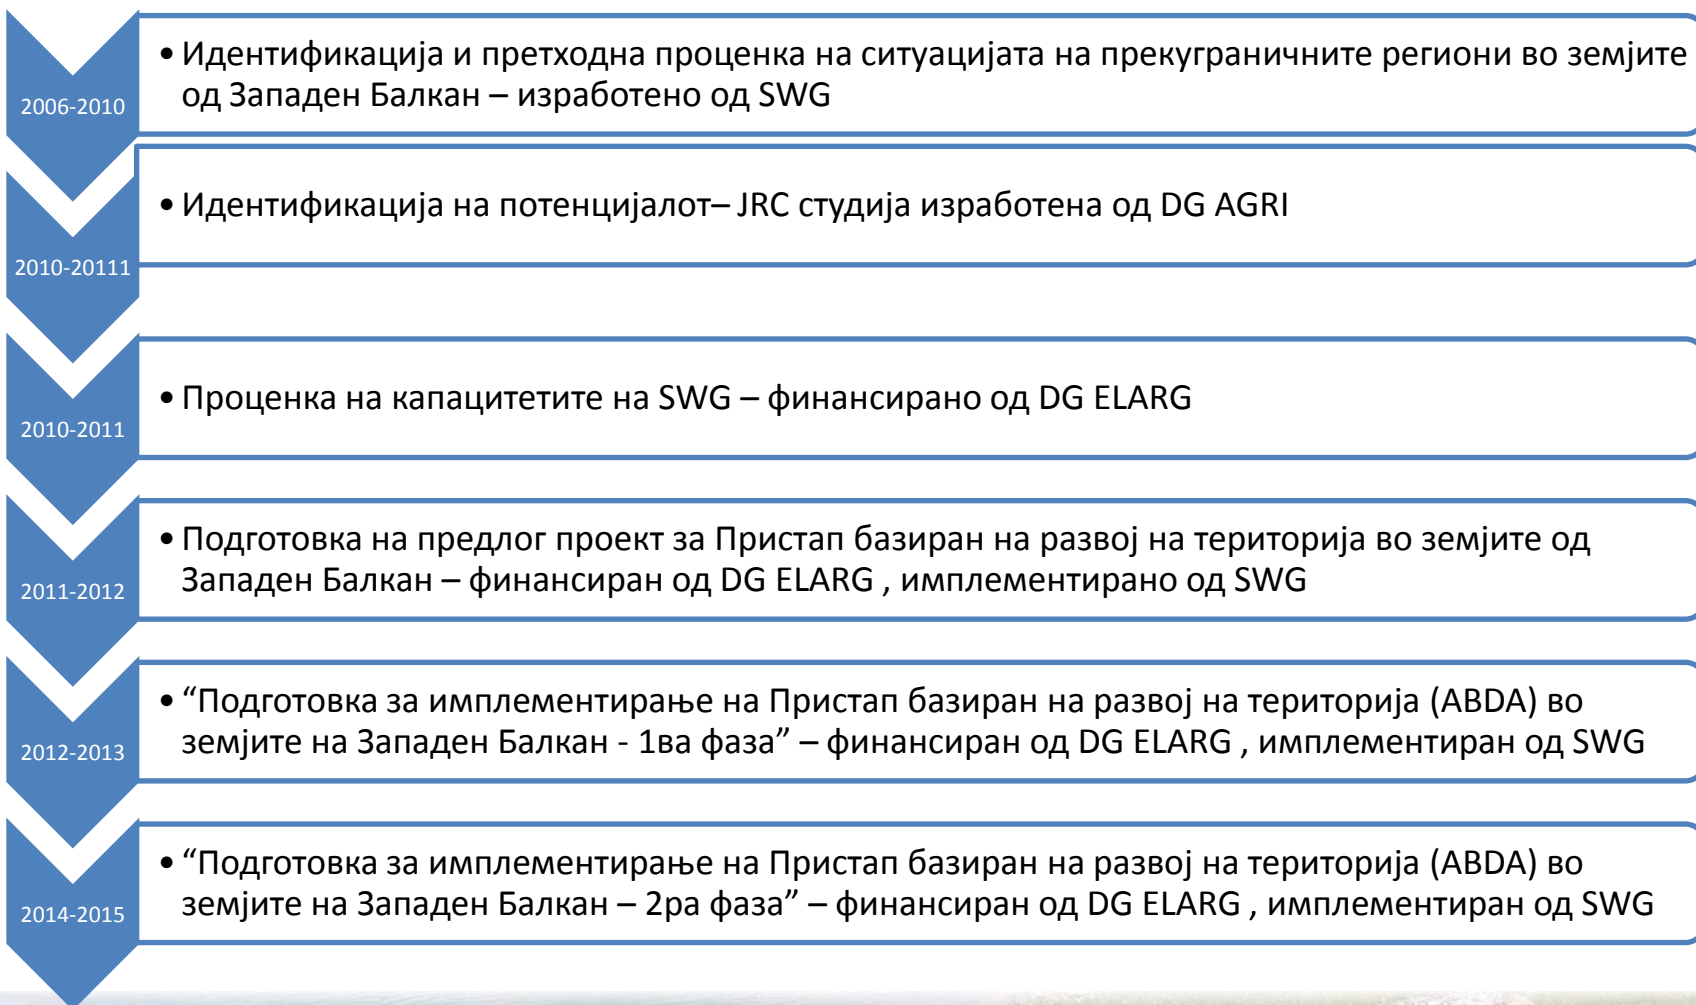 2006-2010
• Идентификација и претходна проценка на ситуацијата на прекуграничните региони во земјите
од Западен Балкан – изработено од SWG
2010-20111
• Идентификација на потенцијалот– JRC студија изработена од DG AGRI
2010-2011
• Проценка на капацитетите на SWG – финансирано од DG ELARG
2011-2012
• Подготовка на предлог проект за Пристап базиран на развој на територија во земјите од
Западен Балкан – финансиран од DG ELARG , имплементирано од SWG
2012-2013
• “Подготовка за имплементирање на Пристап базиран на развој на територија (ABDA) во
земјите на Западен Балкан - 1ва фаза” – финансиран од DG ELARG , имплементиран од SWG
2014-2015
• “Подготовка за имплементирање на Пристап базиран на развој на територија (ABDA) во
земјите на Западен Балкан – 2ра фаза” – финансиран од DG ELARG , имплементиран од SWG